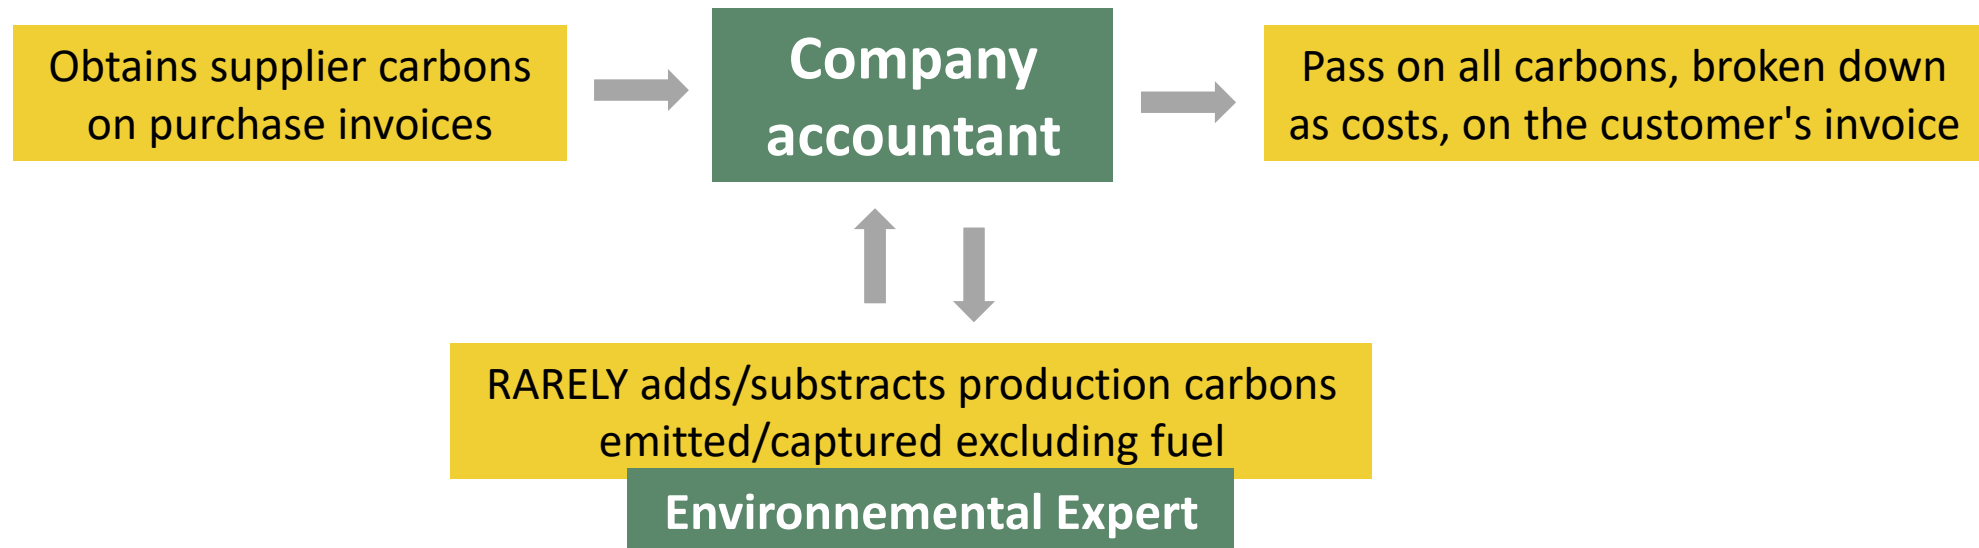 Obtains supplier carbons
on purchase invoices
Company
accountant
Pass on all carbons, broken down
as costs, on the customer's invoice
RARELY adds/substracts production carbons
emitted/captured excluding fuel
Environnemental Expert